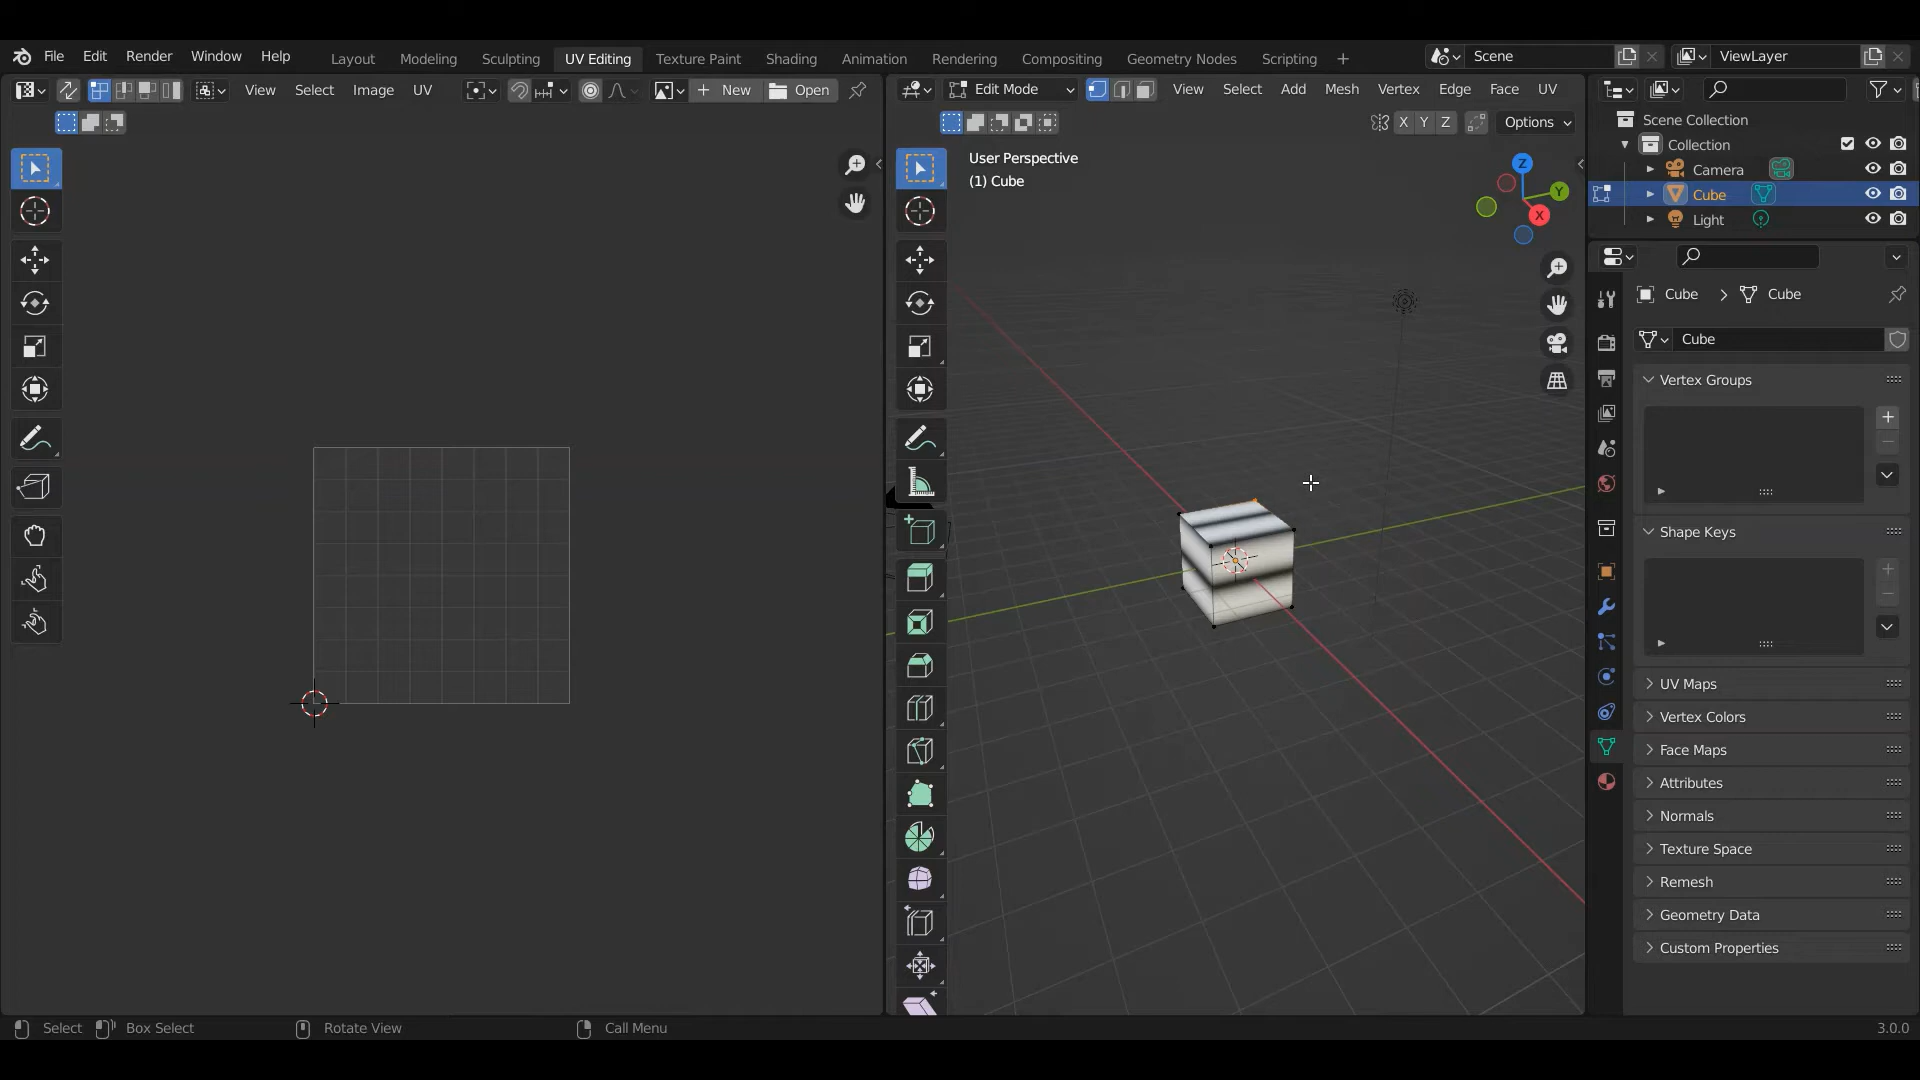 File Edit Render Window Help
Layout Modeling Sculpting UV Editing Texture Paint Shading Animation Rendering Compositing Geometry Nodes Scripting +
Scene ViewLayer
View Select Image UV New Open
Edit Mode View Select Add Mesh Vertex Edge Face UV
X Y Z Options
User Perspective
(1) Cube
Z
Y
X
Scene Collection
Collection
Camera
Cube
Light
Cube Cube
Cube
Vertex Groups
Shape Keys
UV Maps
Vertex Colors
Face Maps
Attributes
Normals
Texture Space
Remesh
Geometry Data
Custom Properties
Select Box Select Rotate View Call Menu 3.0.0